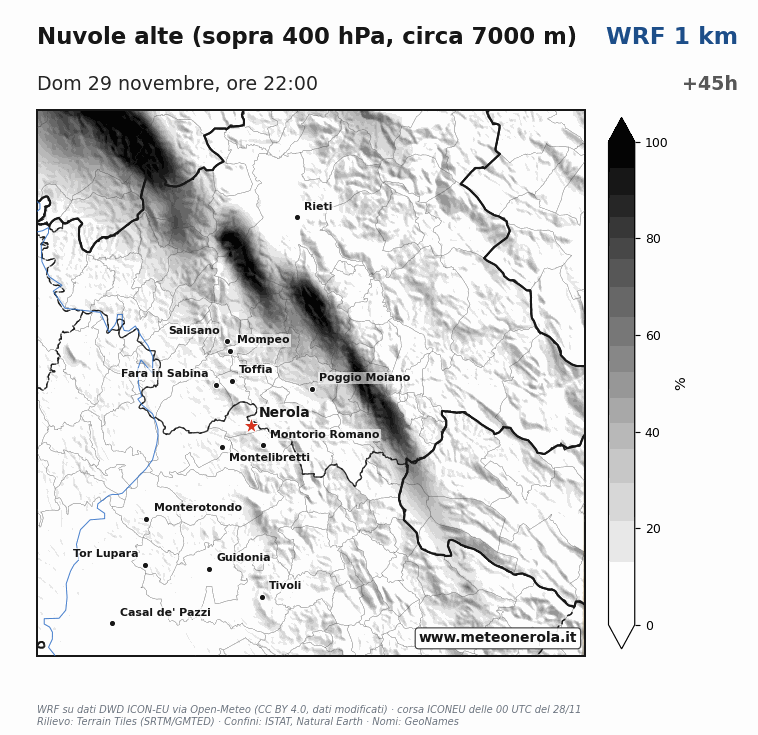 Nuvole alte (sopra 400 hPa, circa 7000 m) WRF 1 km
Dom 29 novembre, ore 22:00 +45h
100
80
60
40
20
0
%
Rieti
Salisano
Mompeo
Toffia
Fara in Sabina
Poggio Moiano
Nerola
Montorio Romano
Montelibretti
Monterotondo
Tor Lupara
Guidonia
Tivoli
Casal de' Pazzi
www.meteonerola.it
WRF su dati DWD ICON-EU via Open-Meteo (CC BY 4.0, dati modificati) · corsa ICONEU delle 00 UTC del 28/11
Rilievo: Terrain Tiles (SRTM/GMTED) · Confini: ISTAT, Natural Earth · Nomi: GeoNames